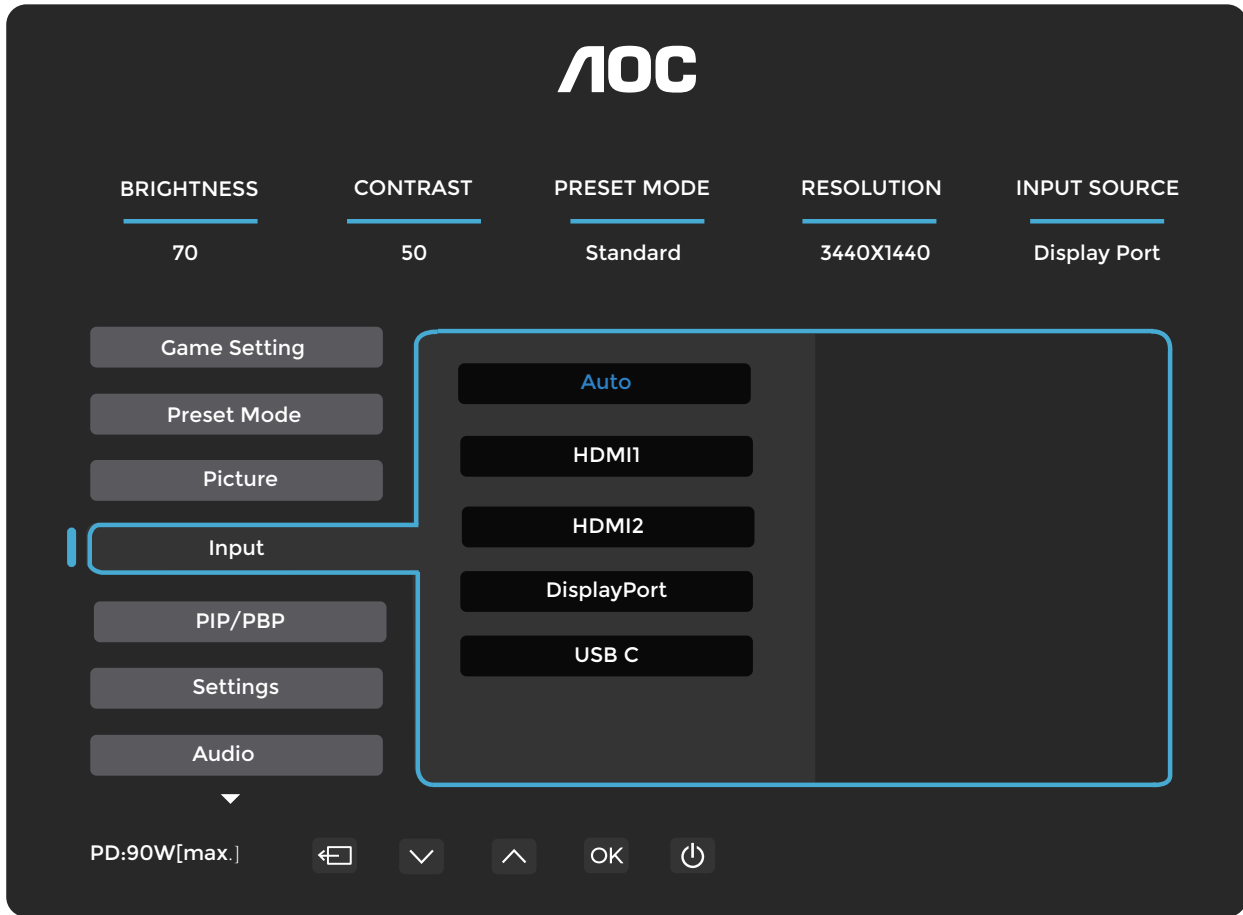 AOC
BRIGHTNESS CONTRAST PRESET MODE RESOLUTION INPUT SOURCE
70 50 Standard 3440X1440 Display Port
Game Setting
Preset Mode
Picture
Input
PIP/PBP
Settings
Audio
Auto
HDMI1
HDMI2
DisplayPort
USB C
PD:90W[max.] OK